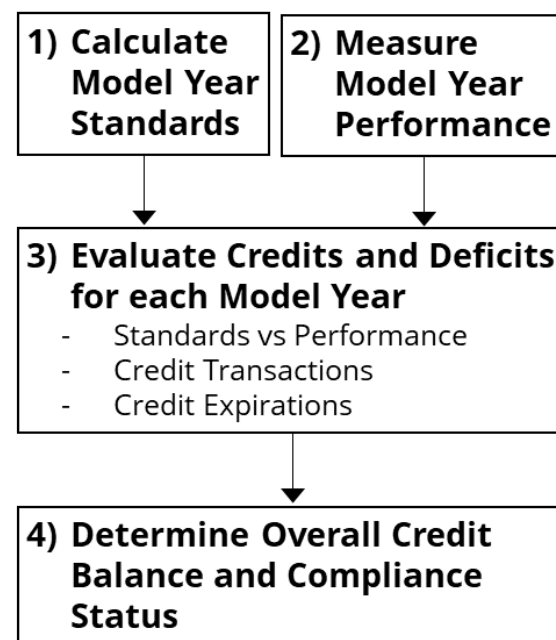 1) Calculate
Model Year
Standards
2) Measure
Model Year
Performance
3) Evaluate Credits and Deficits
for each Model Year
- Standards vs Performance
- Credit Transactions
- Credit Expirations
4) Determine Overall Credit
Balance and Compliance
Status